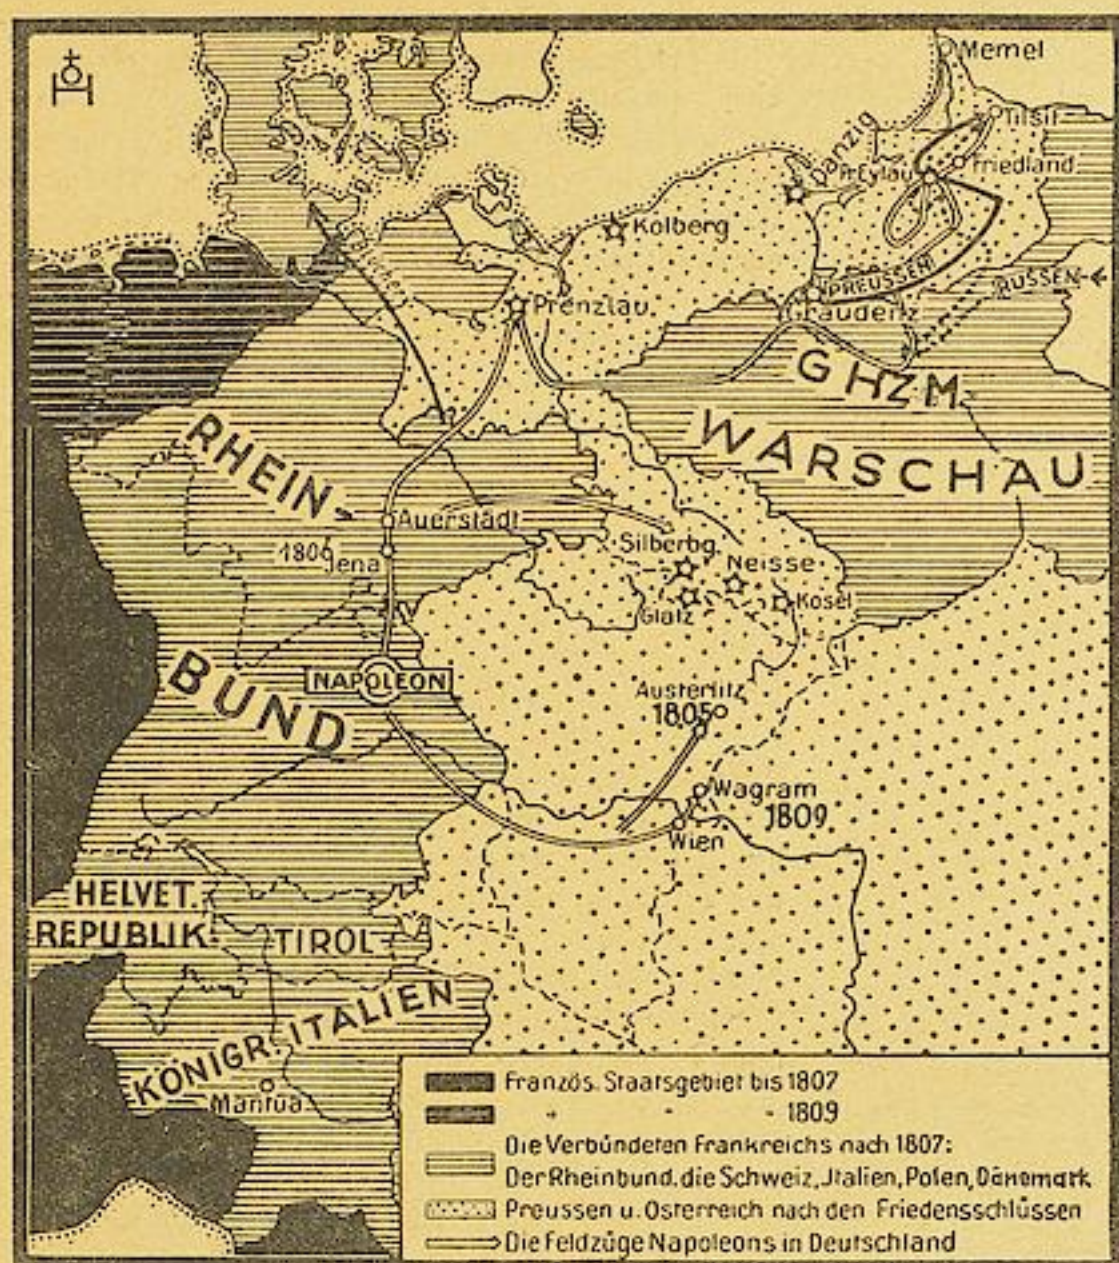 Memel
Tilsit
Danzig
Pr.Eylau
Friedland
Kolberg
PREUSSEN
RUSSEN
Prenzlau
Graudenz
GHZM
WARSCHAU
RHEIN
Auerstädt
1806
Jena
Silberbg.
Neisse
Glatz
Kosel
BUND
NAPOLEON
Austerlitz
1805
Wagram
1809
Wien
HELVET.
REPUBLIK
TIROL
KÖNIGR. ITALIEN
Mantua
Französ. Staatsgebiet bis 1807
" " " 1809
Die Verbündeten Frankreichs nach 1807:
Der Rheinbund, die Schweiz, Jtalien, Polen, Dänemark
Preussen u. Österreich nach den Friedensschlüssen
Die Feldzüge Napoleons in Deutschland